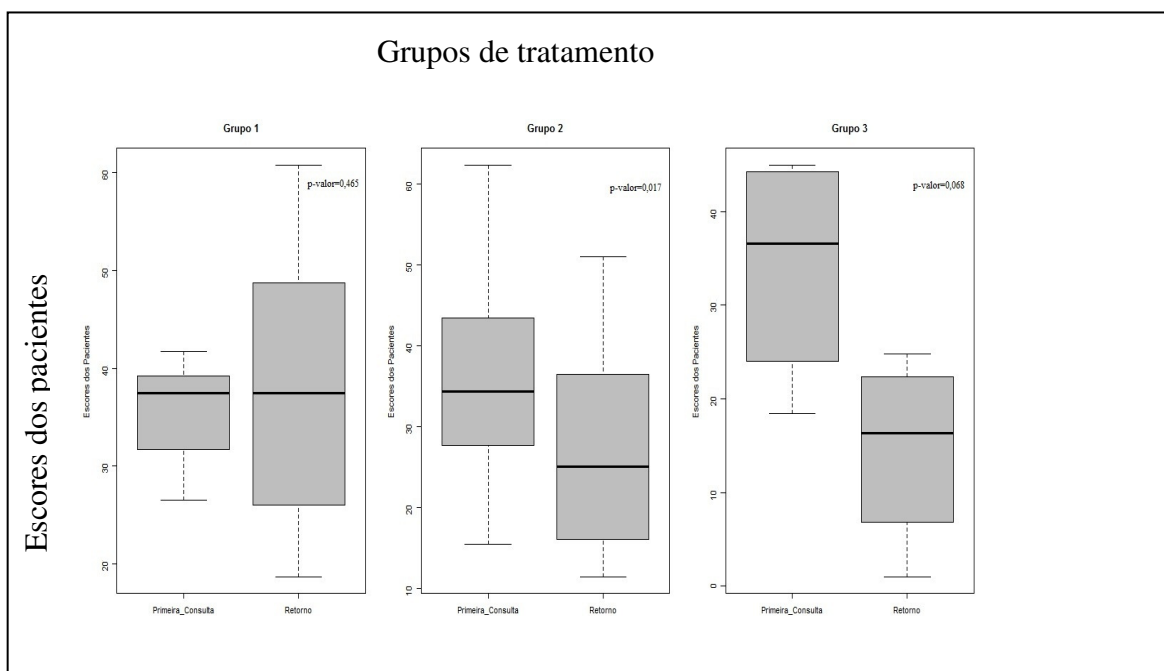 Grupos de tratamento
Escores dos pacientes
Grupo 1
p-valor=0,465
Escores dos Pacientes
60
50
40
30
20
Primeira_Consulta
Retorno
Grupo 2
p-valor=0,017
Escores dos Pacientes
60
50
40
30
20
10
Primeira_Consulta
Retorno
Grupo 3
p-valor=0,068
Escores dos Pacientes
40
30
20
10
0
Primeira_Consulta
Retorno